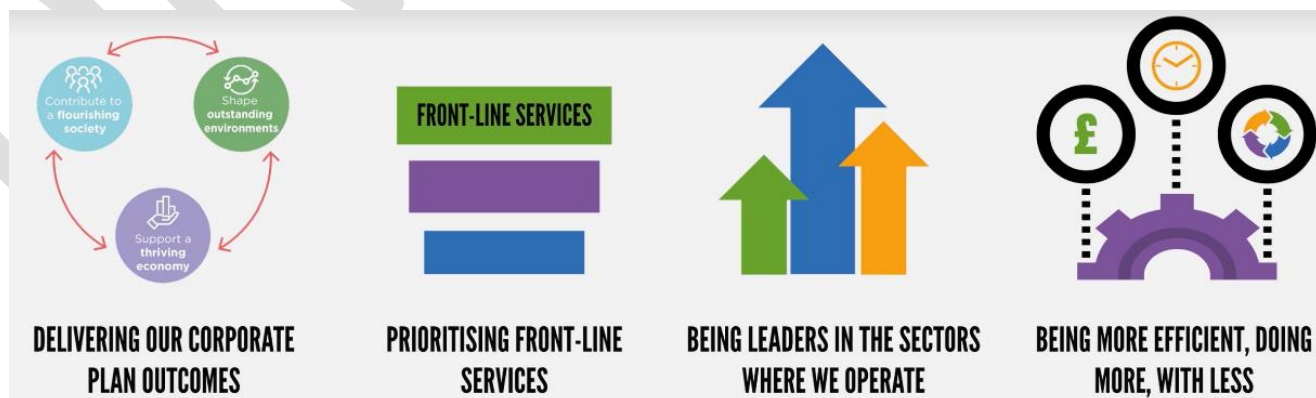 Contribute to
a flourishing
society
Shape
outstanding
environments
Support a
thriving
economy
FRONT-LINE SERVICES
£
DELIVERING OUR CORPORATE
PLAN OUTCOMES
PRIORITISING FRONT-LINE
SERVICES
BEING LEADERS IN THE SECTORS
WHERE WE OPERATE
BEING MORE EFFICIENT, DOING
MORE, WITH LESS